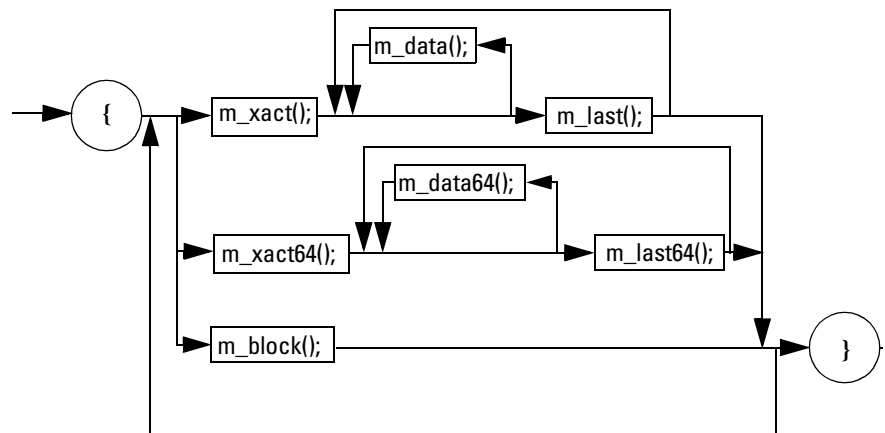 m_data();
{
m_xact();
m_last();
m_data64();
m_xact64();
m_last64();
m_block();
}